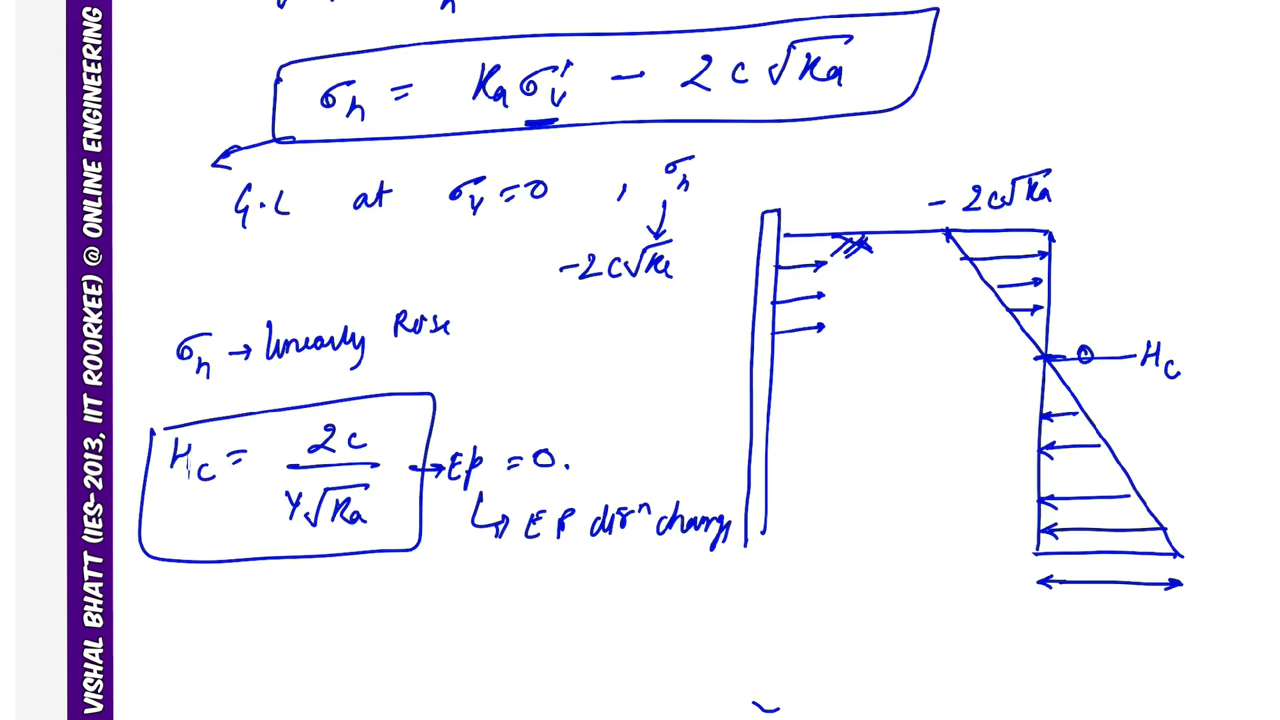 VISHAL BHATT (IES-2013, IIT ROORKEE) @ ONLINE ENGINEERING
n
σh = Ka σv' - 2c√Ka
G.L at σv = 0 , σh
-2c√Ka
- 2c√Ka
σh → linearly Rise
0 Hc
Hc = 2c / γ√Ka → EP = 0.
↳ EP dirn change